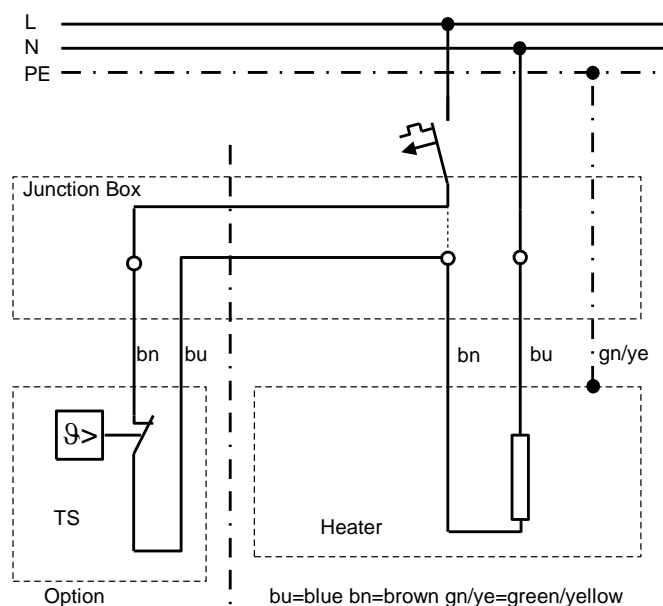 L
N
PE
Junction Box
bn
bu
bn
bu
gn/ye
ϑ>
TS
Heater
Option
bu=blue bn=brown gn/ye=green/yellow